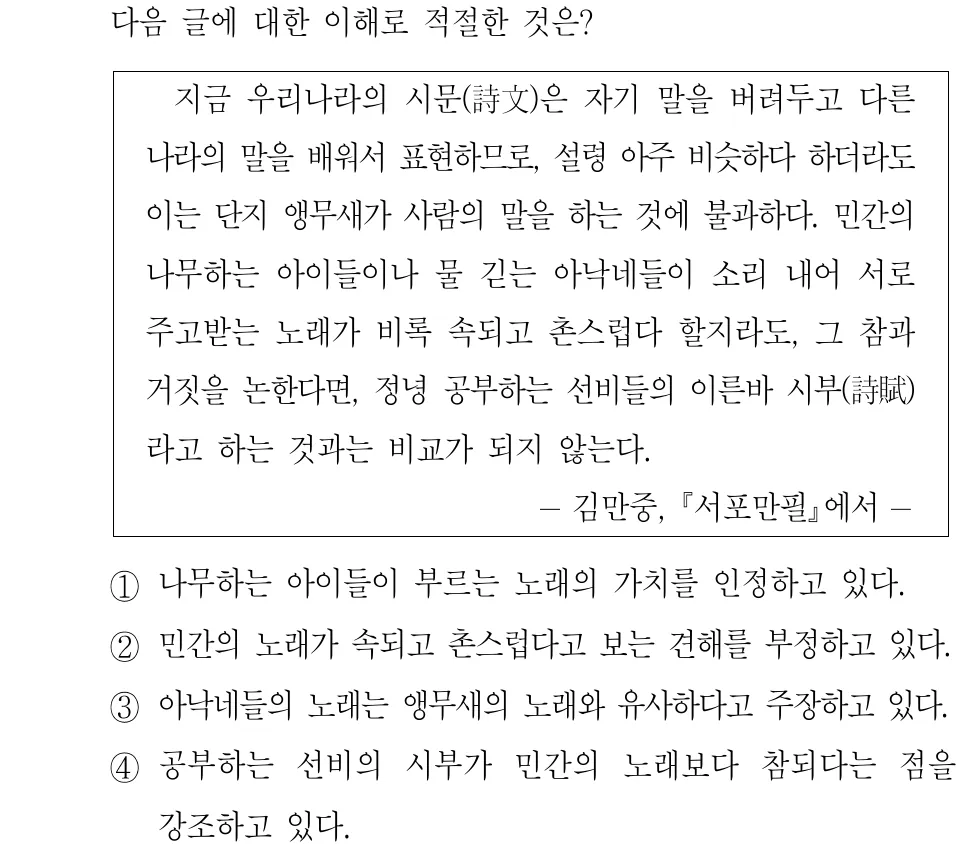 다음 글에 대한 이해로 적절한 것은?
지금 우리나라의 시문(詩文)은 자기 말을 버려두고 다른
나라의 말을 배워서 표현하므로, 설령 아주 비슷하다 하더라도
이는 단지 앵무새가 사람의 말을 하는 것에 불과하다. 민간의
나무하는 아이들이나 물 긷는 아낙네들이 소리 내어 서로
주고받는 노래가 비록 속되고 촌스럽다 할지라도, 그 참과
거짓을 논한다면, 정녕 공부하는 선비들의 이른바 시부(詩賦)
라고 하는 것과는 비교가 되지 않는다.
– 김만중, 『서포만필』에서 –
① 나무하는 아이들이 부르는 노래의 가치를 인정하고 있다.
② 민간의 노래가 속되고 촌스럽다고 보는 견해를 부정하고 있다.
③ 아낙네들의 노래는 앵무새의 노래와 유사하다고 주장하고 있다.
④ 공부하는 선비의 시부가 민간의 노래보다 참되다는 점을
강조하고 있다.